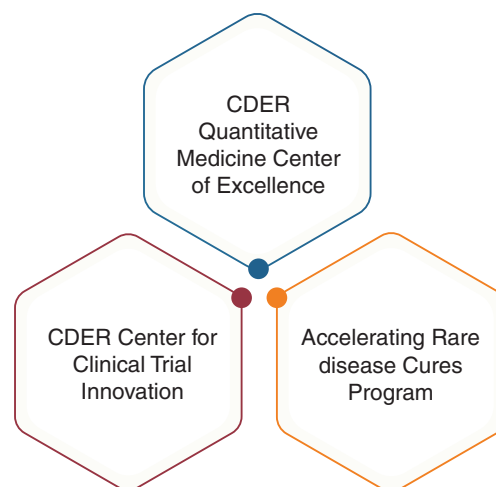 CDER
Quantitative
Medicine Center
of Excellence
CDER Center for
Clinical Trial
Innovation
Accelerating Rare
disease Cures
Program